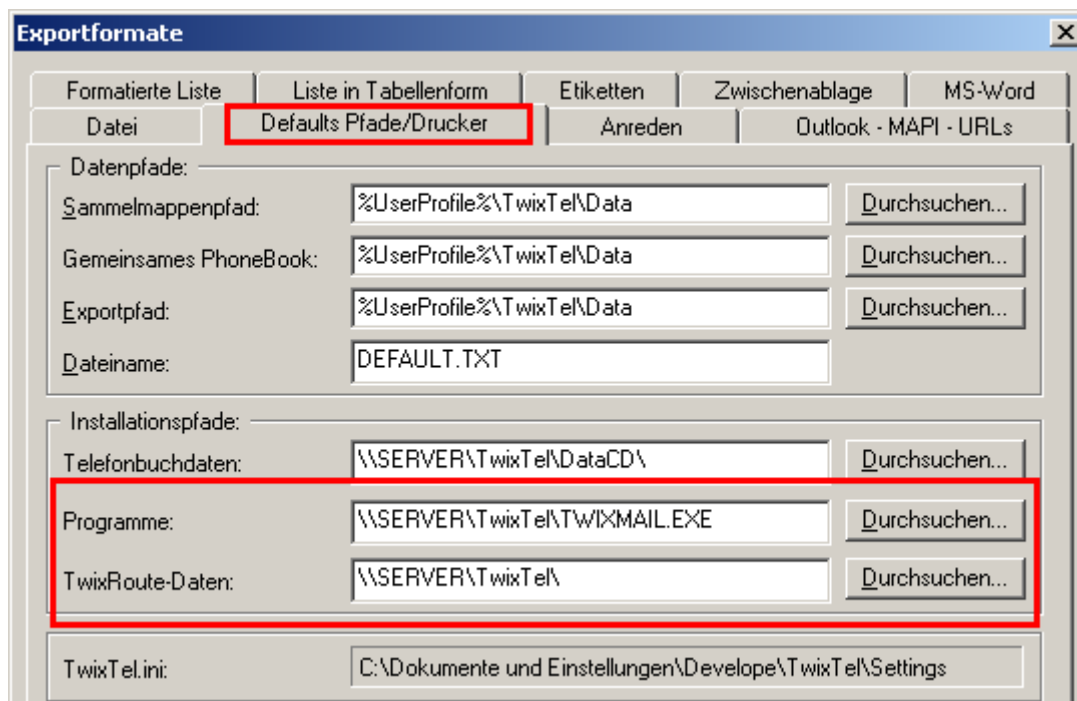 Exportformate
Formatierte Liste Liste in Tabellenform Etiketten Zwischenablage MS-Word
Datei Defaults Pfade/Drucker Anreden Outlook - MAPI - URLs
Datenpfade:
Sammelmappenpfad: %UserProfile%\TwixTel\Data Durchsuchen...
Gemeinsames PhoneBook: %UserProfile%\TwixTel\Data Durchsuchen...
Exportpfad: %UserProfile%\TwixTel\Data Durchsuchen...
Dateiname: DEFAULT.TXT
Installationspfade:
Telefonbuchdaten: \\SERVER\TwixTel\DataCD\ Durchsuchen...
Programme: \\SERVER\TwixTel\TWIXMAIL.EXE Durchsuchen...
TwixRoute-Daten: \\SERVER\TwixTel\ Durchsuchen...
TwixTel.ini: C:\Dokumente und Einstellungen\Develope\TwixTel\Settings